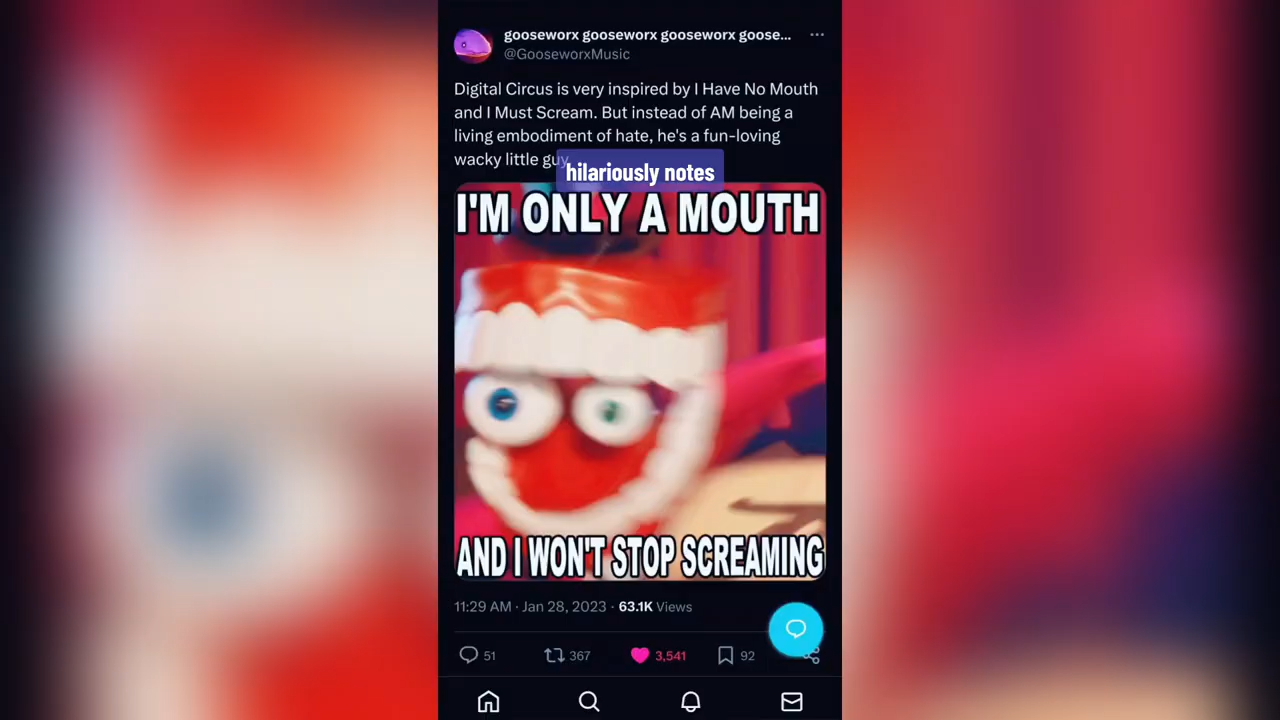 gooseworx gooseworx gooseworx goose...
@GooseworxMusic
Digital Circus is very inspired by I Have No Mouth
and I Must Scream. But instead of AM being a
living embodiment of hate, he's a fun-loving
wacky little guy
hilariously notes
I'M ONLY A MOUTH
AND I WON'T STOP SCREAMING
11:29 AM · Jan 28, 2023 · 63.1K Views
51 367 3,541 92